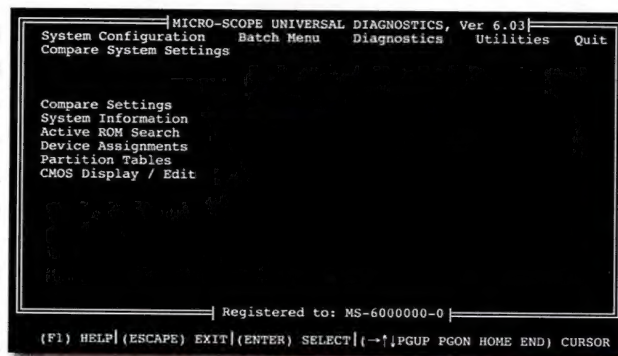 MICRO-SCOPE UNIVERSAL DIAGNOSTICS, Ver 6.03
System Configuration Batch Menu Diagnostics Utilities Quit
Compare System Settings
Compare Settings
System Information
Active ROM Search
Device Assignments
Partition Tables
CMOS Display / Edit
Registered to: MS-6000000-0
(F1) HELP|(ESCAPE) EXIT|(ENTER) SELECT|(→↑↓PGUP PGON HOME END) CURSOR